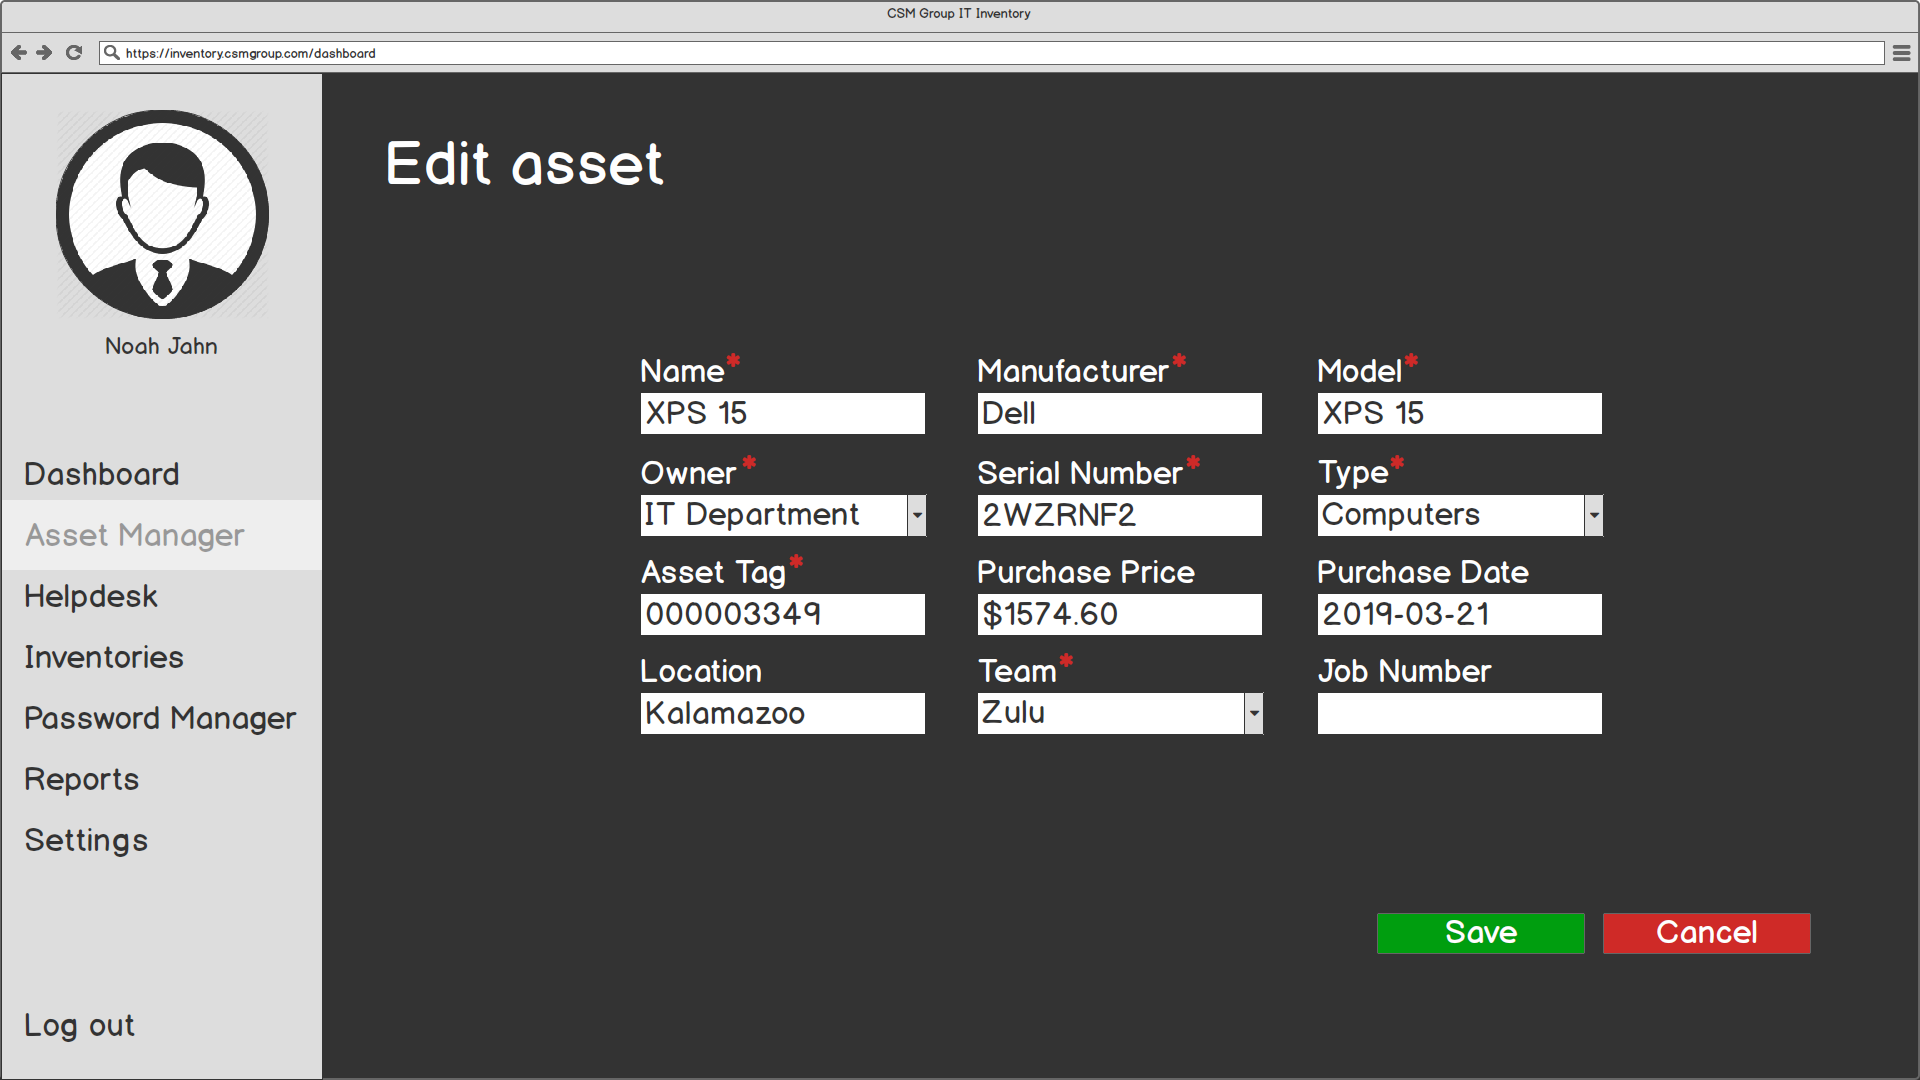 CSM Group IT Inventory
https://inventory.csmgroup.com/dashboard
Noah Jahn
Dashboard
Asset Manager
Helpdesk
Inventories
Password Manager
Reports
Settings
Log out
Edit asset
Name* Manufacturer* Model*
XPS 15 Dell XPS 15
Owner* Serial Number* Type*
IT Department 2WZRNF2 Computers
Asset Tag* Purchase Price Purchase Date
000003349 $1574.60 2019-03-21
Location Team* Job Number
Kalamazoo Zulu
Save Cancel